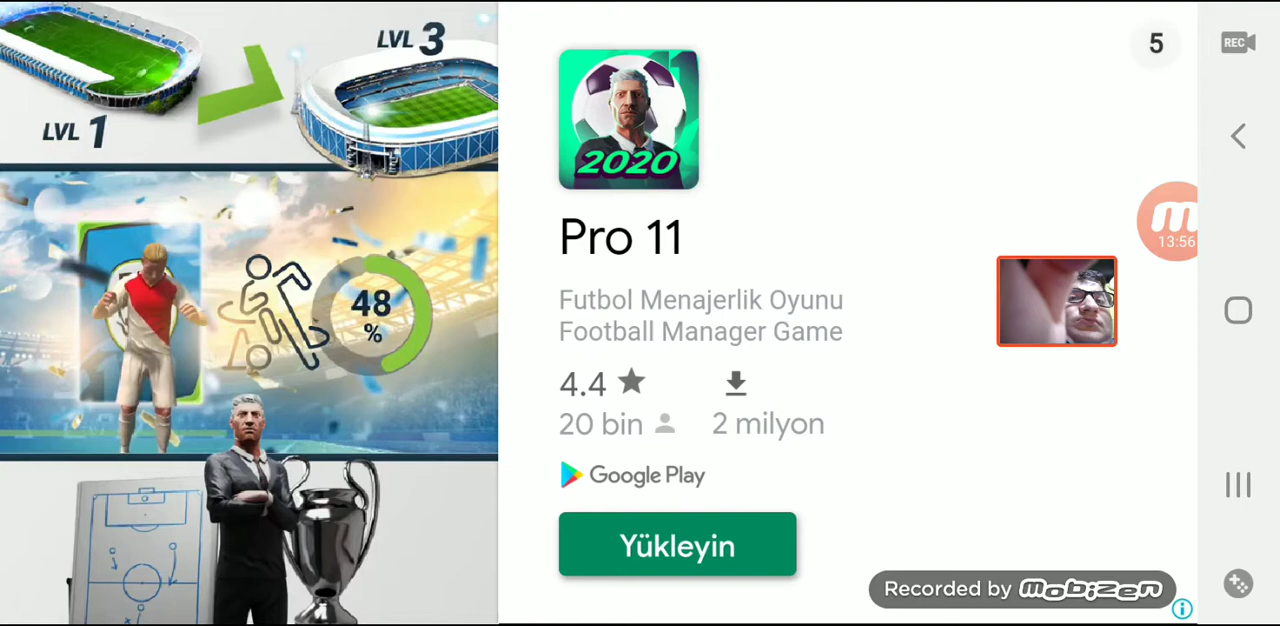 LVL 1
LVL 3
48
%
2020
Pro 11
Futbol Menajerlik Oyunu
Football Manager Game
4.4
20 bin
2 milyon
Google Play
Yükleyin
5
REC
13:56
Recorded by mobizen